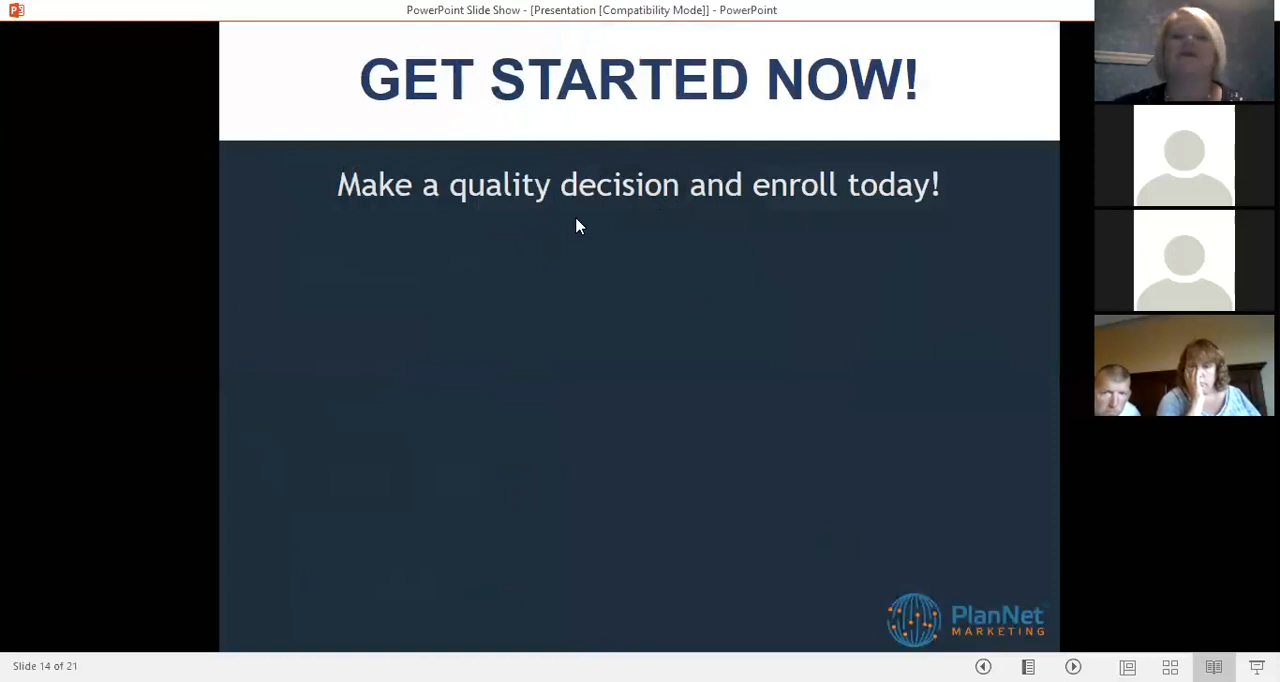 PowerPoint Slide Show - [Presentation [Compatibility Mode]] - PowerPoint
GET STARTED NOW!
Make a quality decision and enroll today!
PlanNet
MARKETING
Slide 14 of 21